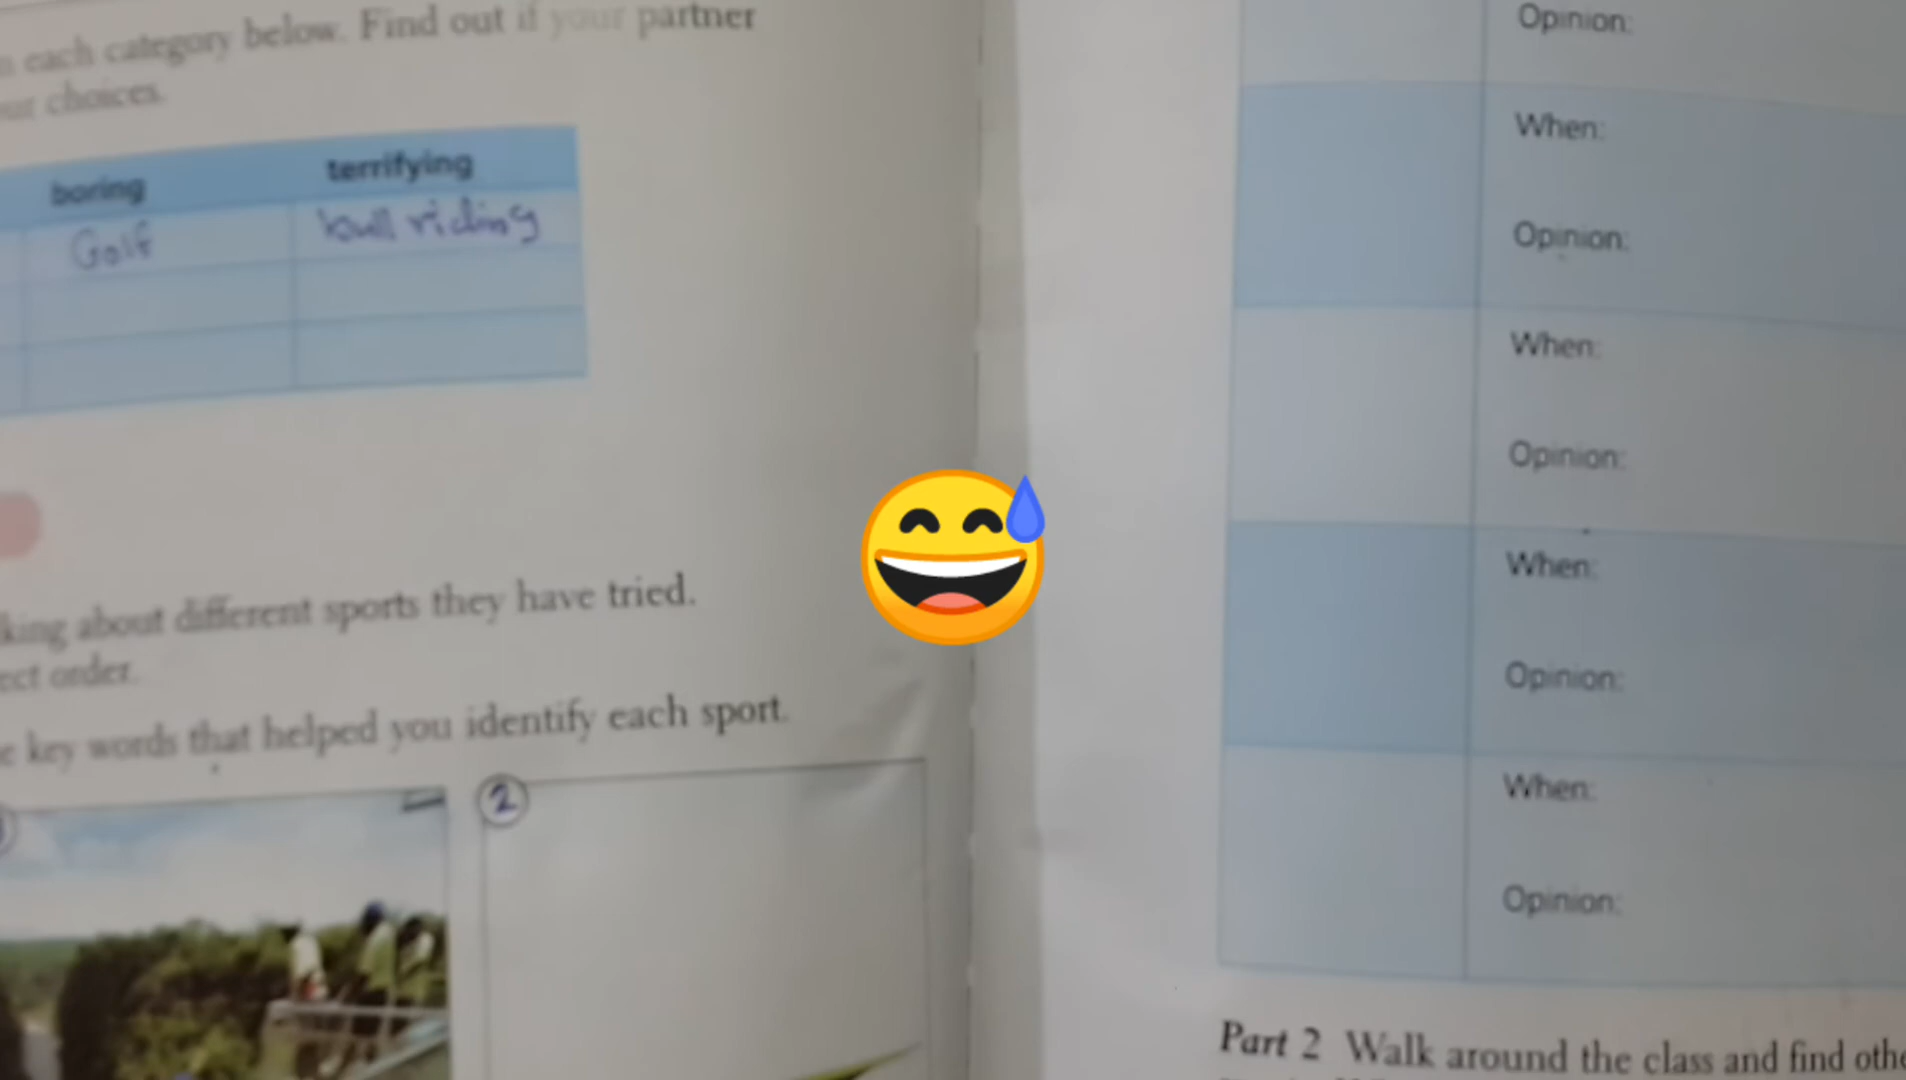 each category below. Find out if your partner
our choices.
boring terrifying
Golf bull riding
king about different sports they have tried.
ect order.
e key words that helped you identify each sport.
2
Opinion:
When:
Opinion:
When:
Opinion:
When:
Opinion:
When:
Opinion:
Part 2 Walk around the class and find othe